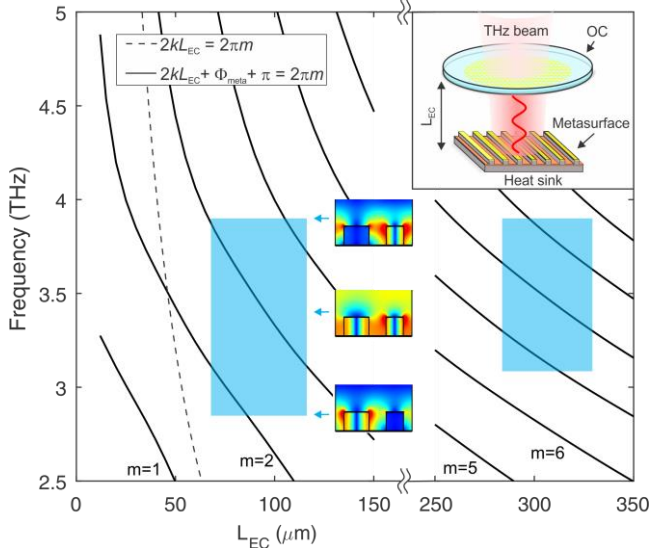 5
4.5
4
3.5
3
2.5
Frequency (THz)
2kL_EC = 2πm
2kL_EC + Φ_meta + π = 2πm
THz beam
OC
L_EC
Metasurface
Heat sink
m=1
m=2
m=5
m=6
0
50
100
150
250
300
350
L_EC (μm)